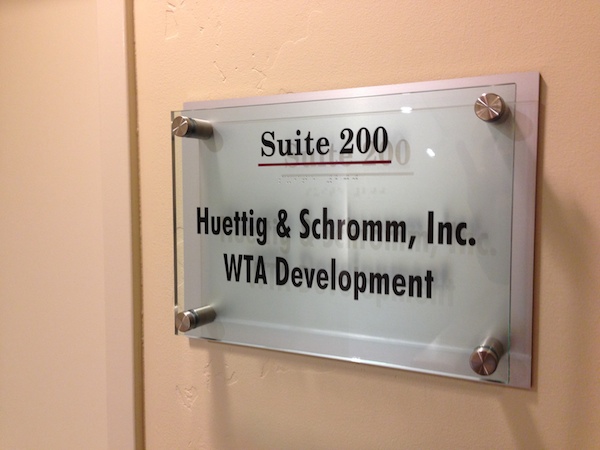 Suite 200
Huettig & Schromm, Inc.
WTA Development